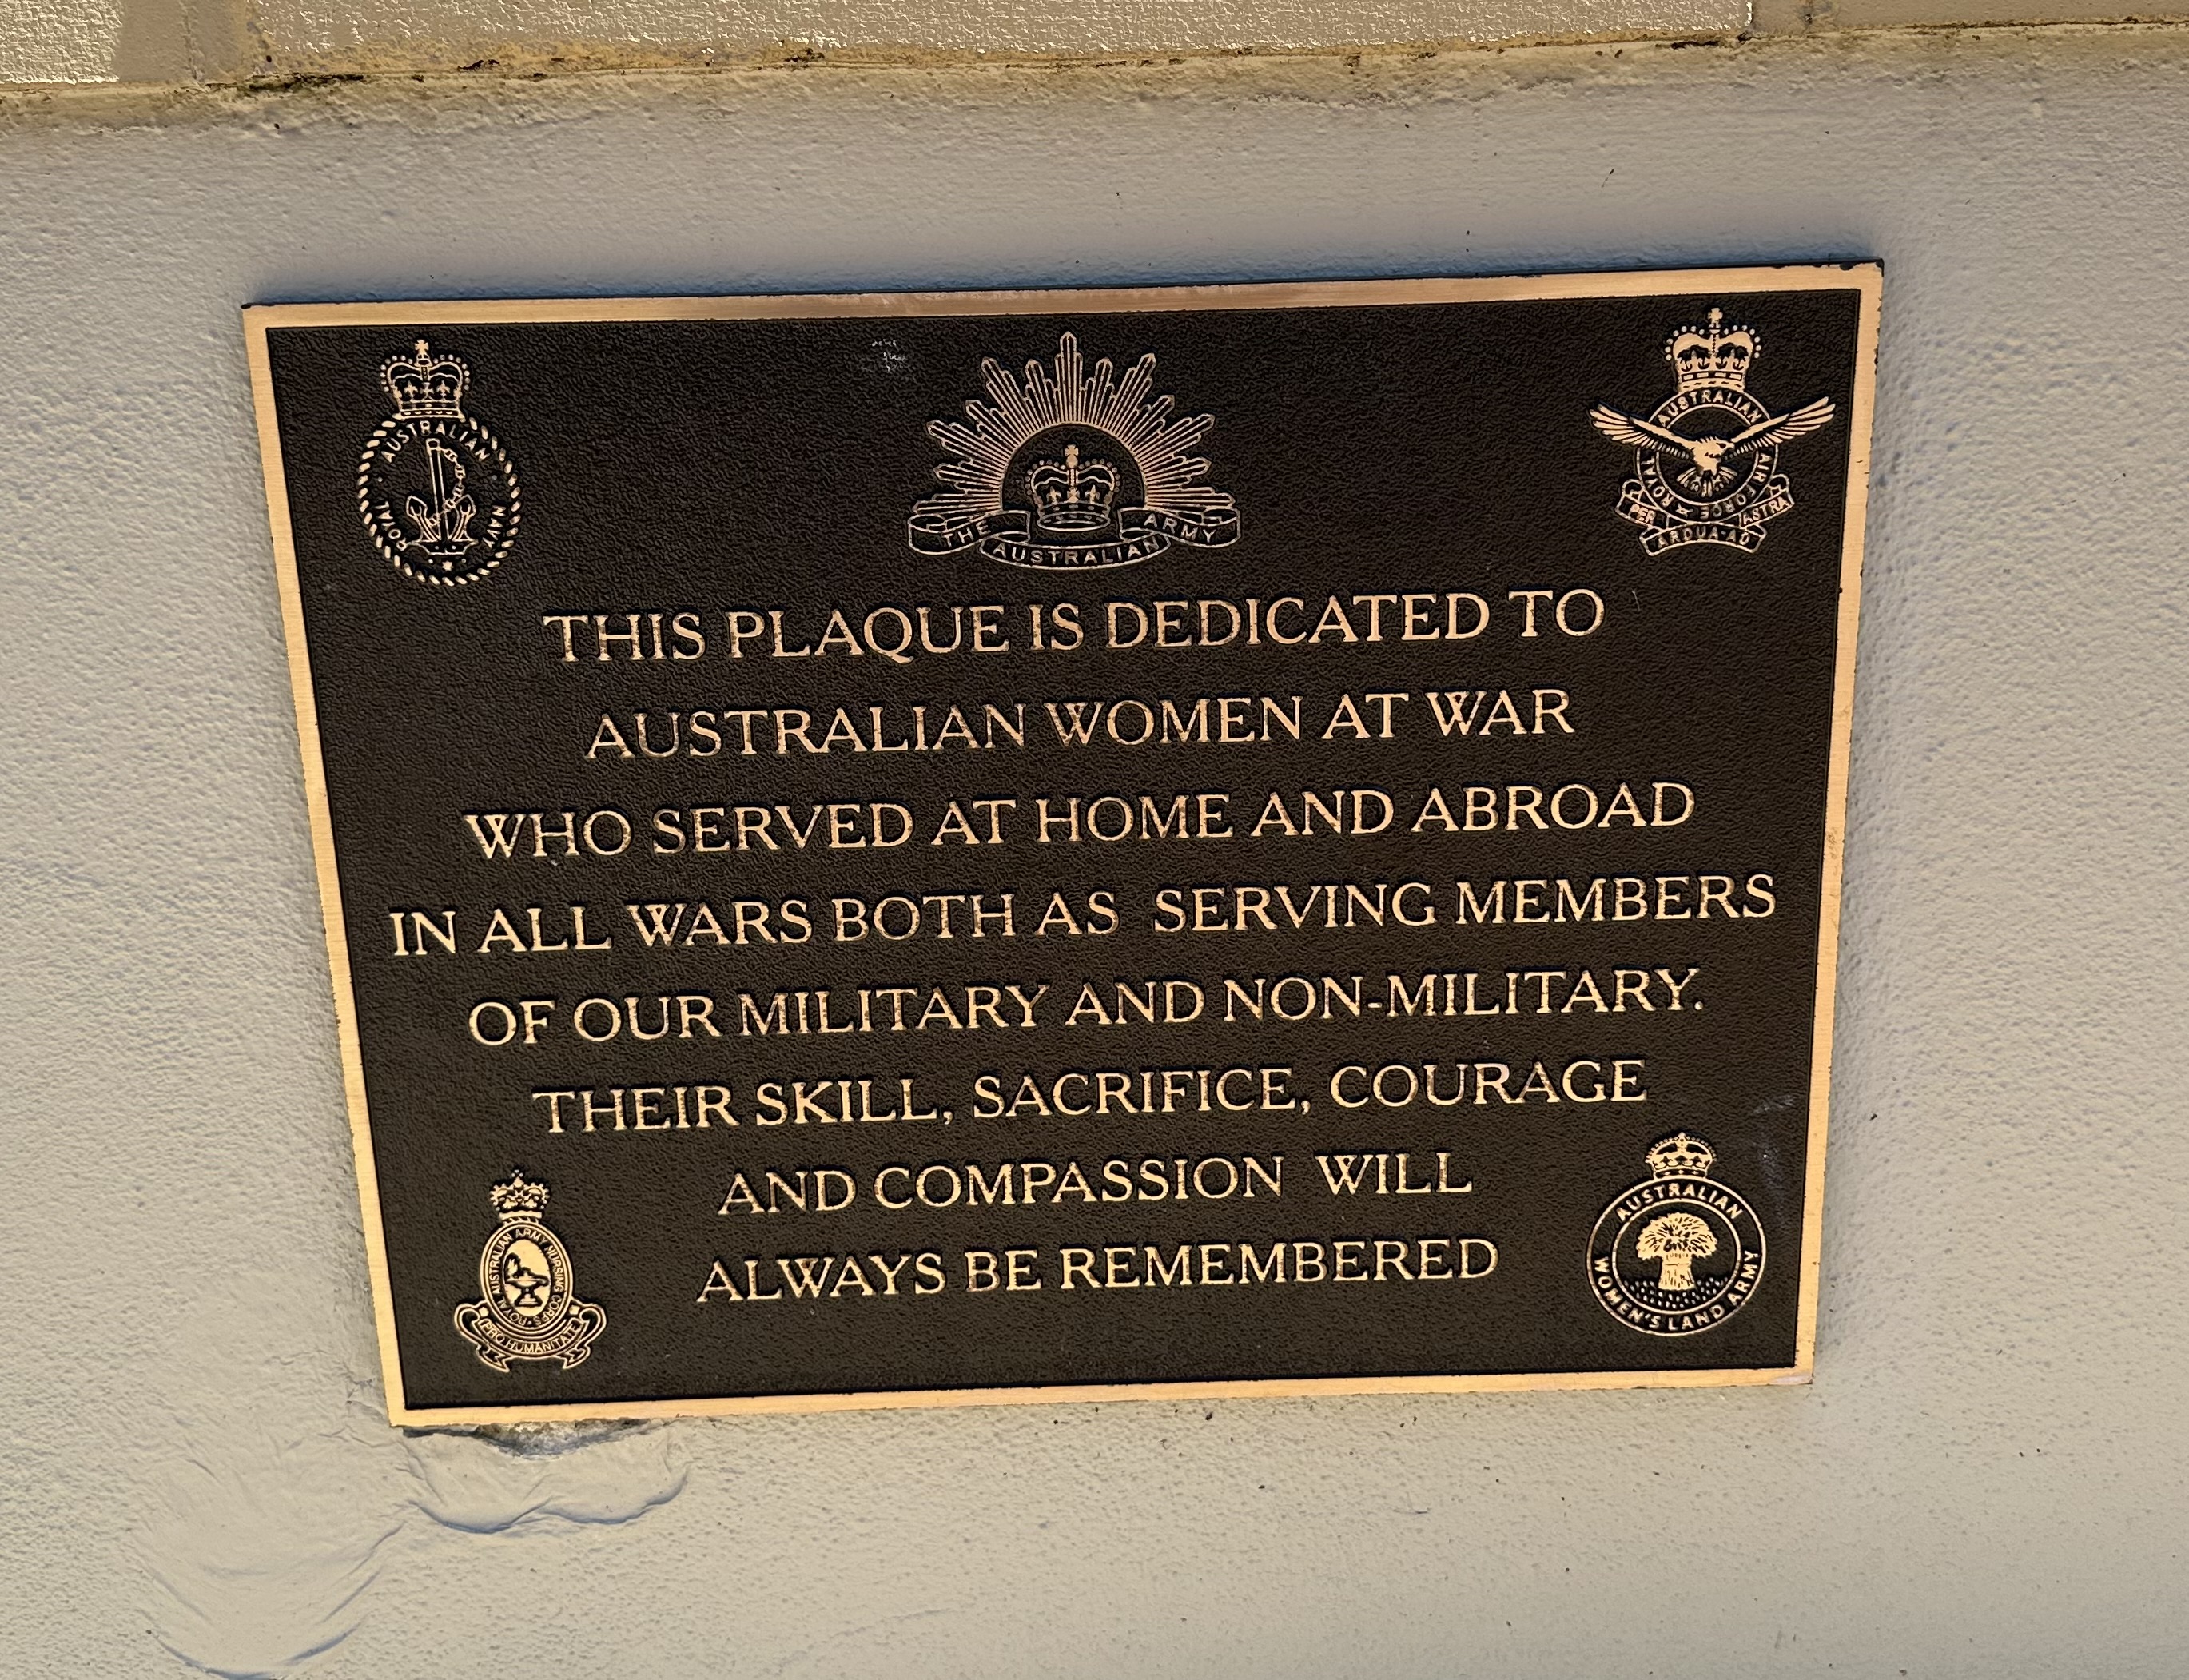 ROYAL AUSTRALIAN NAVY
THE AUSTRALIAN ARMY
ROYAL AUSTRALIAN AIR FORCE
PER ARDUA·AD ASTRA
THIS PLAQUE IS DEDICATED TO
AUSTRALIAN WOMEN AT WAR
WHO SERVED AT HOME AND ABROAD
IN ALL WARS BOTH AS SERVING MEMBERS
OF OUR MILITARY AND NON-MILITARY.
THEIR SKILL, SACRIFICE, COURAGE
AND COMPASSION WILL
ALWAYS BE REMEMBERED
ROYAL AUSTRALIAN ARMY NURSING CORPS
PRO HUMANITATE
AUSTRALIAN
WOMEN'S LAND ARMY